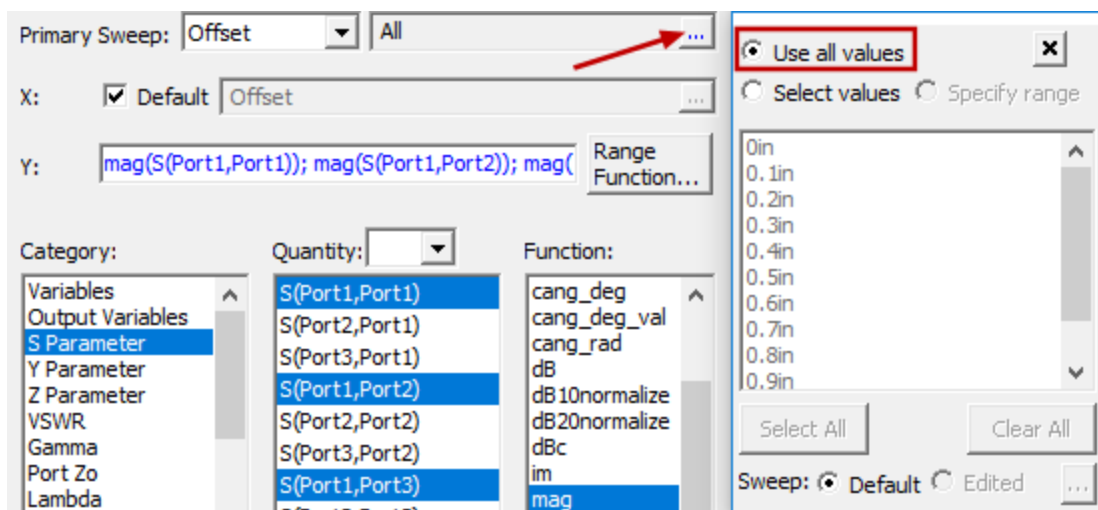 Primary Sweep: Offset All ...
X: Default Offset ...
Y: mag(S(Port1,Port1)); mag(S(Port1,Port2)); mag( Range Function...
Category: Quantity: Function:
Variables
Output Variables
S Parameter
Y Parameter
Z Parameter
VSWR
Gamma
Port Zo
Lambda
S(Port1,Port1)
S(Port2,Port1)
S(Port3,Port1)
S(Port1,Port2)
S(Port2,Port2)
S(Port3,Port2)
S(Port1,Port3)
cang_deg
cang_deg_val
cang_rad
dB
dB10normalize
dB20normalize
dBc
im
mag
Use all values
Select values Specify range
0in
0.1in
0.2in
0.3in
0.4in
0.5in
0.6in
0.7in
0.8in
0.9in
Select All Clear All
Sweep: Default Edited ...